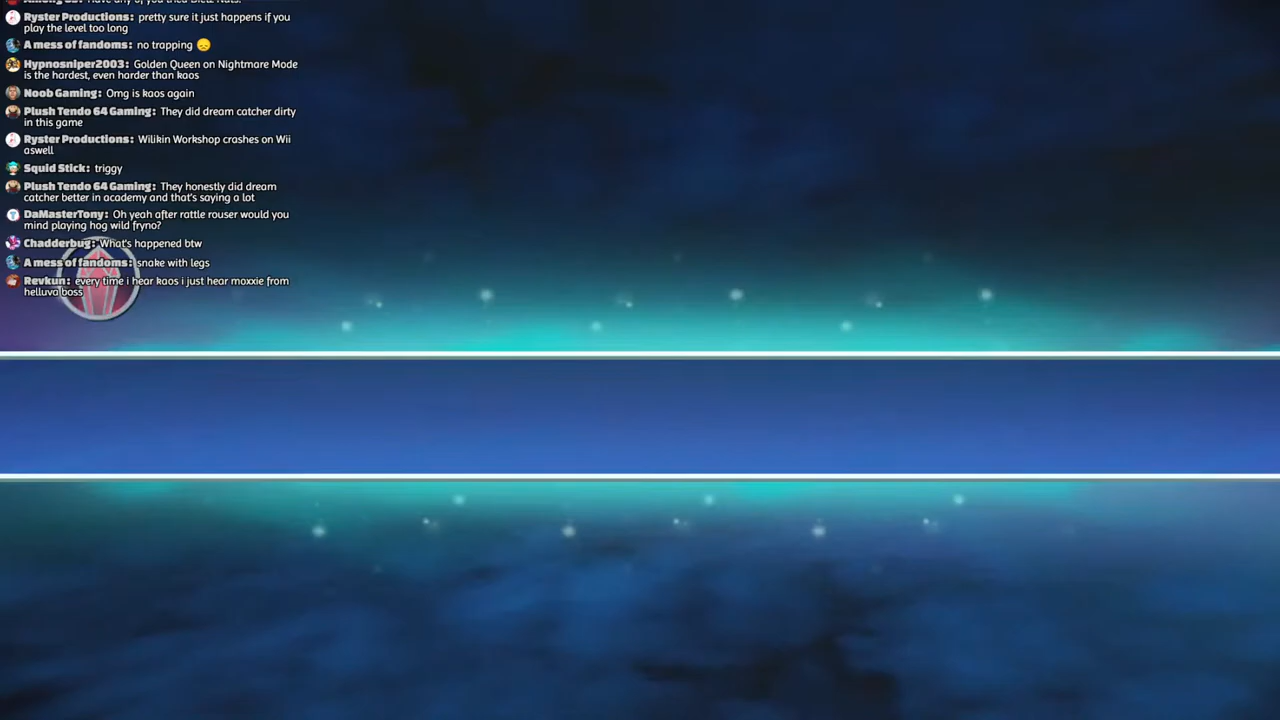 Ryster Productions: pretty sure it just happens if you
play the level too long
A mess of fandoms: no trapping 😞
Hypnosniper2003: Golden Queen on Nightmare Mode
is the hardest, even harder than kaos
Noob Gaming: Omg is kaos again
Plush Tendo 64 Gaming: They did dream catcher dirty
in this game
Ryster Productions: Wilikin Workshop crashes on Wii
aswell
Squid Stick: triggy
Plush Tendo 64 Gaming: They honestly did dream
catcher better in academy and that's saying a lot
DaMasterTony: Oh yeah after rattle rouser would you
mind playing hog wild fryno?
Chadderbug: What's happened btw
A mess of fandoms: snake with legs
Revkun: every time i hear kaos i just hear moxxie from
helluva boss